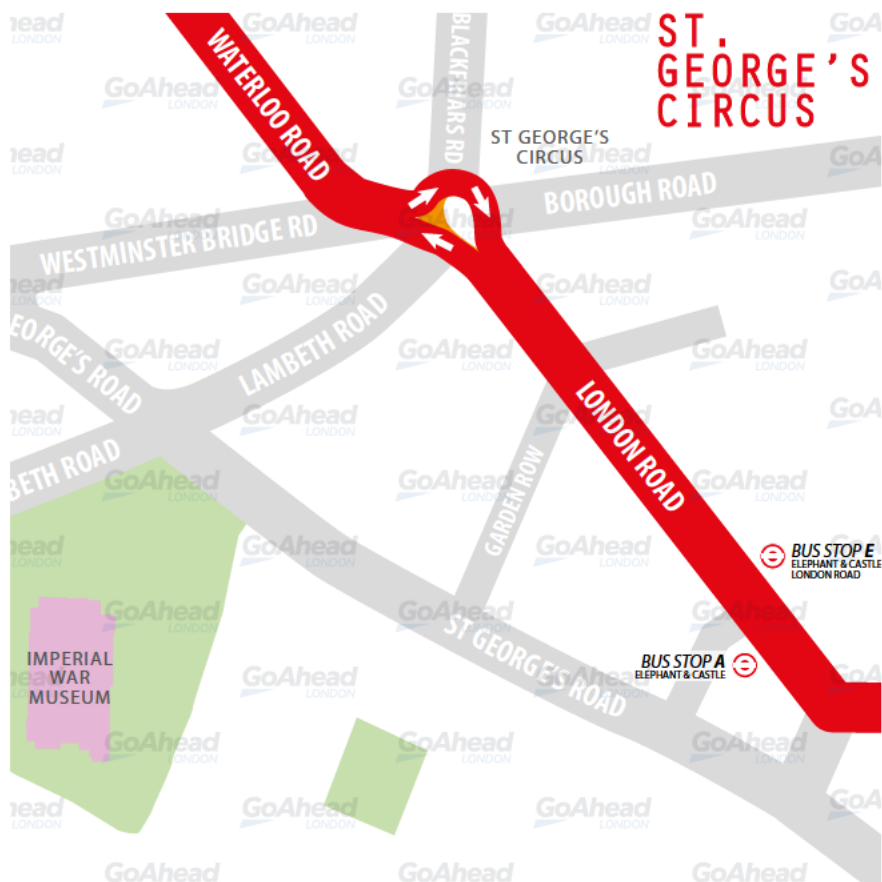 ST.
GEORGE'S
CIRCUS
WATERLOO ROAD
BLACKFRIARS RD
ST GEORGE'S
CIRCUS
BOROUGH ROAD
WESTMINSTER BRIDGE RD
LAMBETH ROAD
EORGE'S ROAD
BETH ROAD
LONDON ROAD
GARDEN ROW
BUS STOP E
ELEPHANT & CASTLE
LONDON ROAD
ST GEORGE'S ROAD
BUS STOP A
ELEPHANT & CASTLE
IMPERIAL
WAR
MUSEUM
GoAhead
LONDON